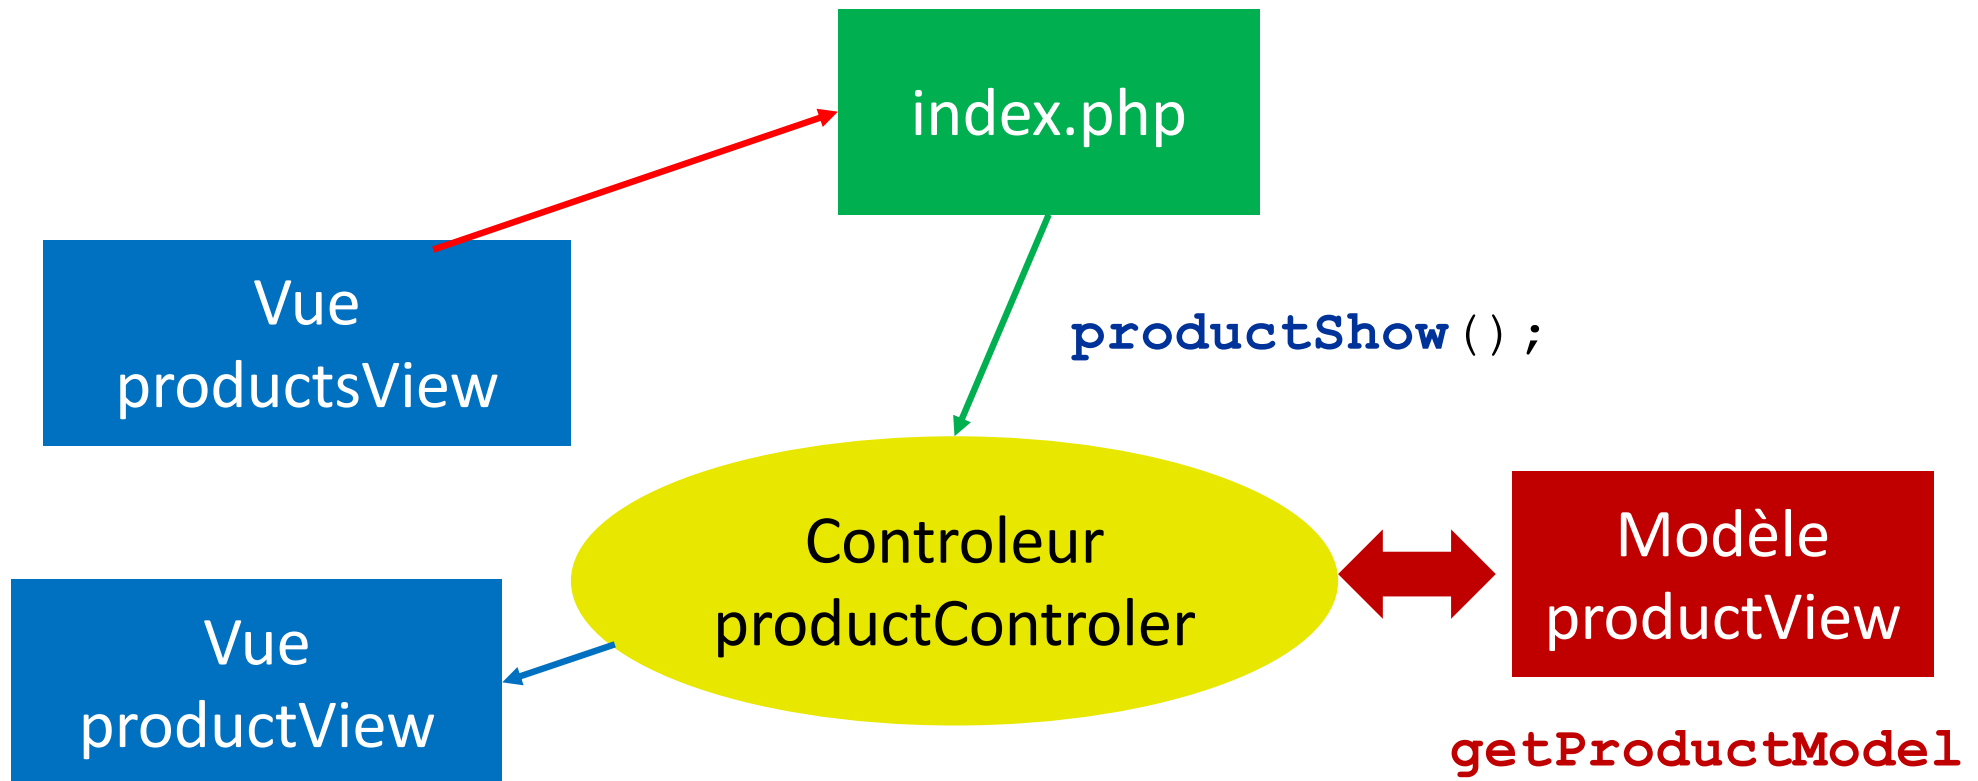 index.php
Vue
productsView
productShow();
Controleur
productControler
Modèle
productView
Vue
productView
getProductModel